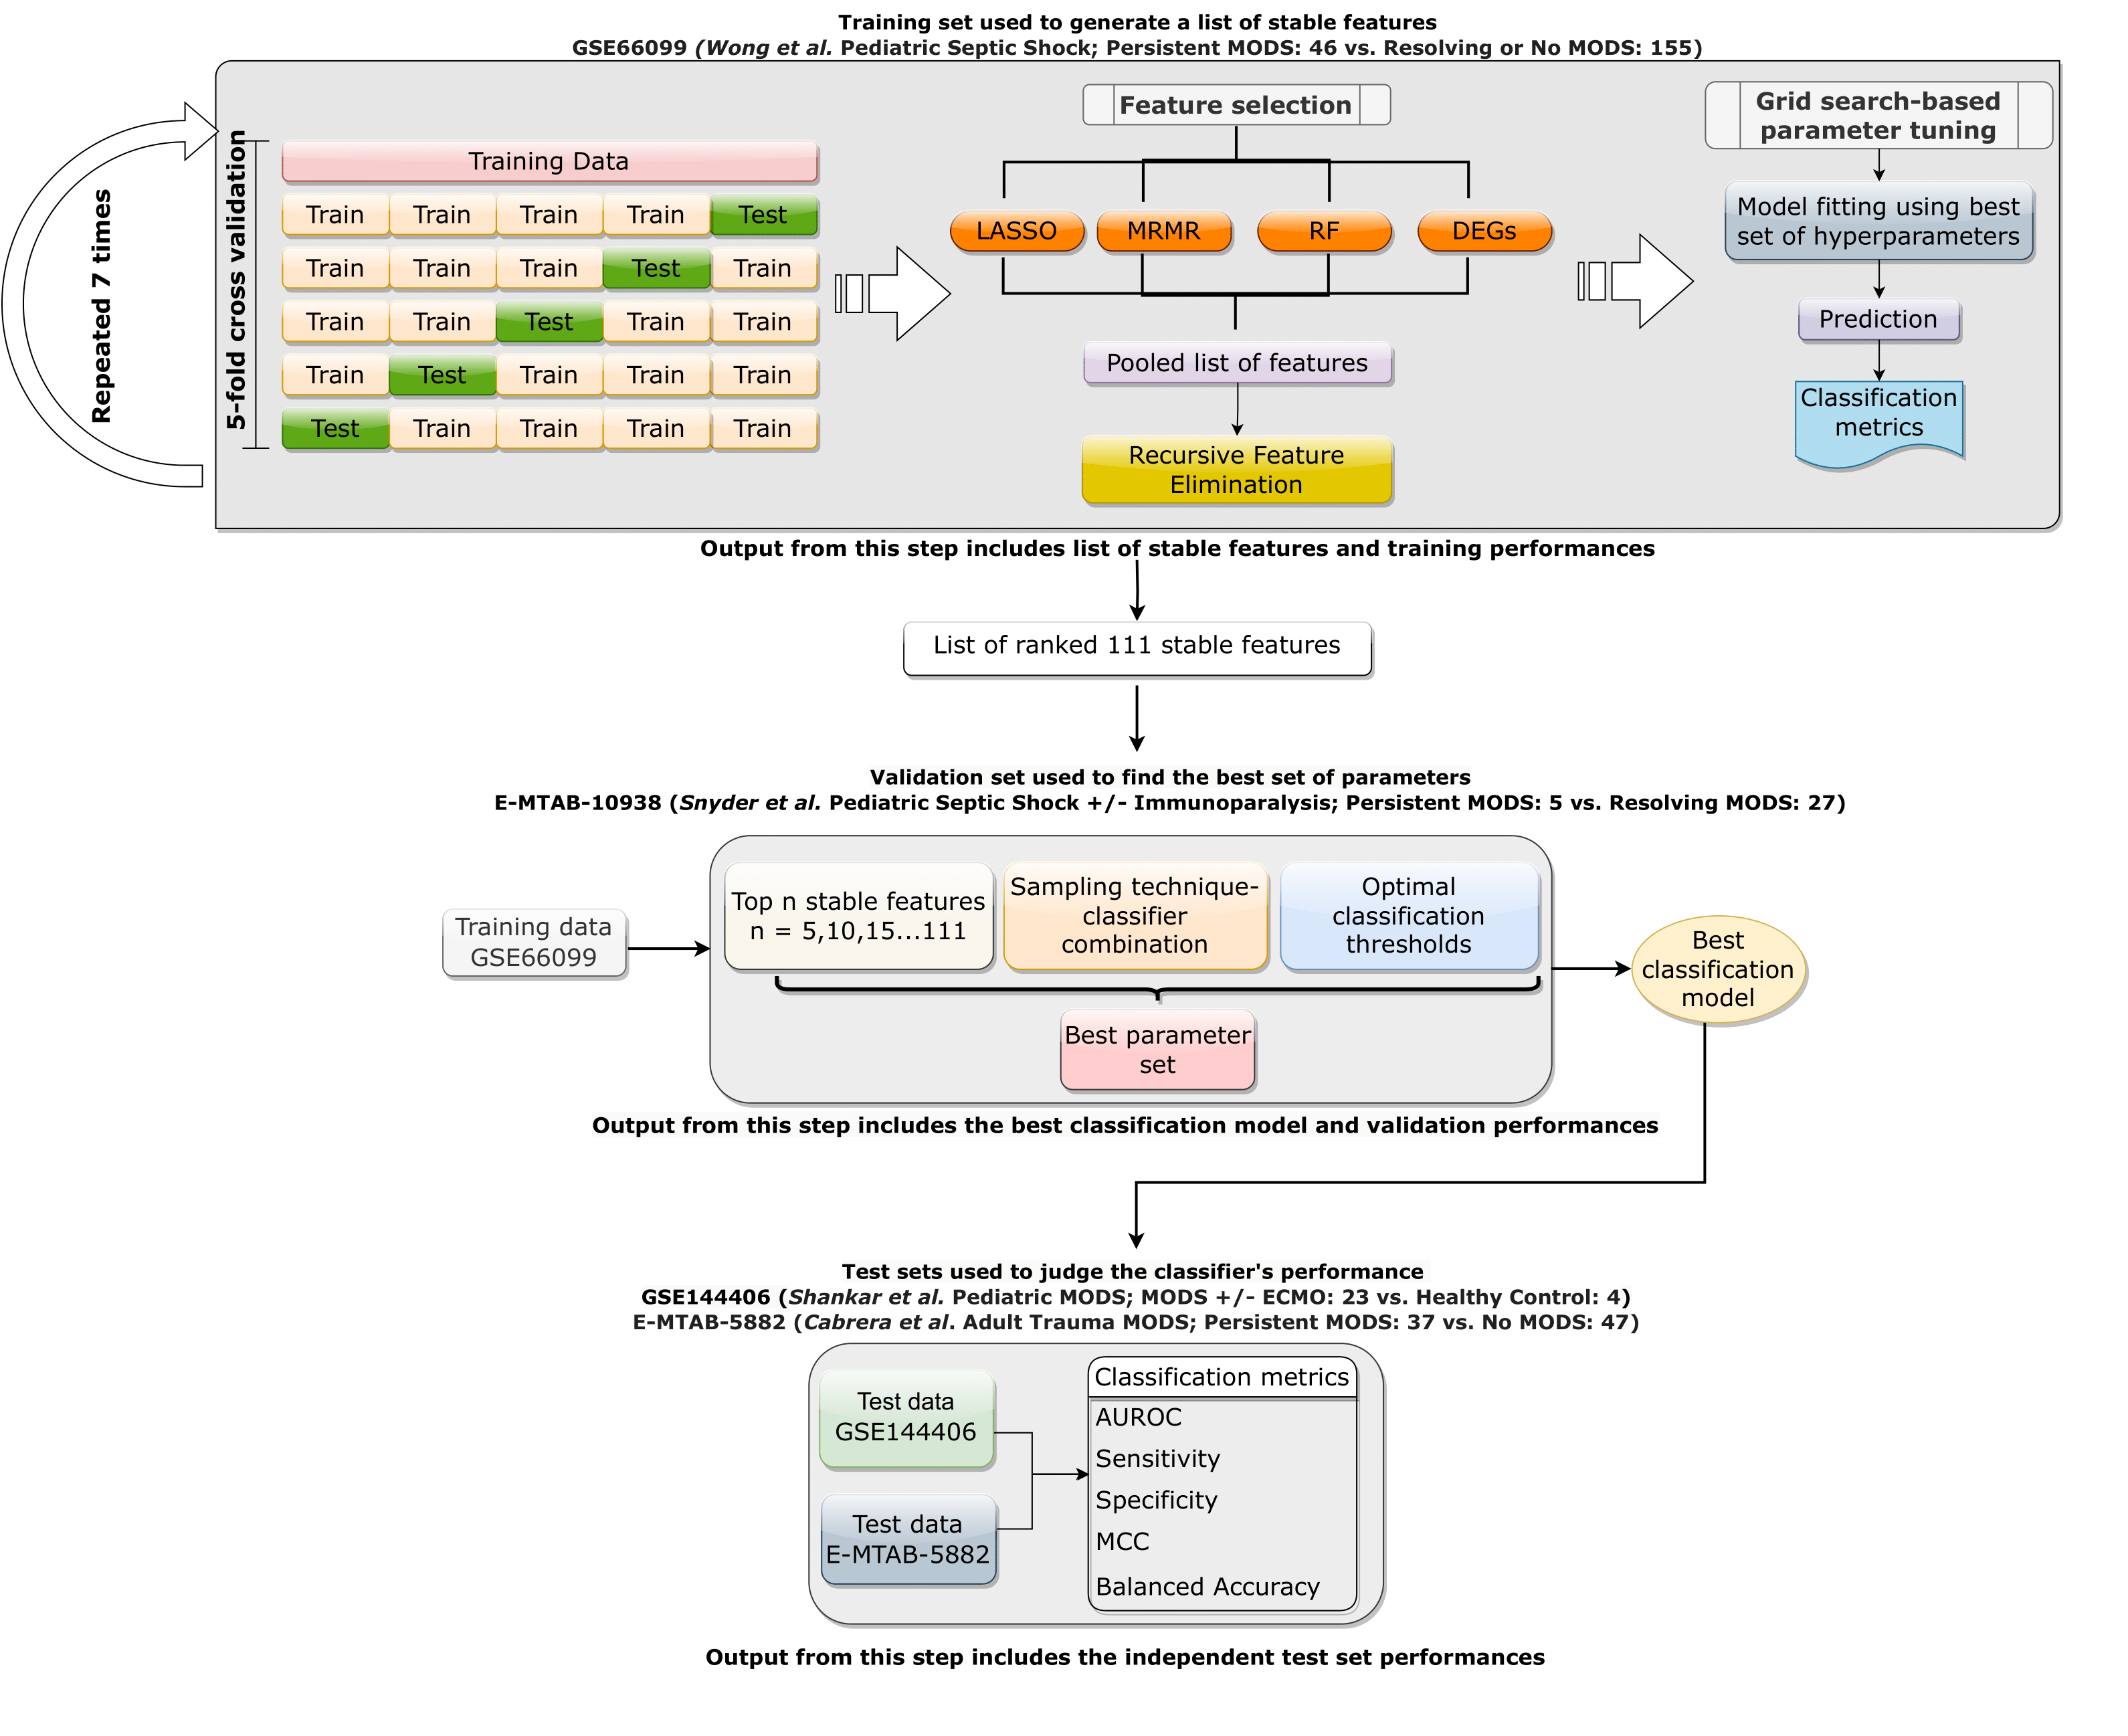 Training set used to generate a list of stable features
GSE66099 (Wong et al. Pediatric Septic Shock; Persistent MODS: 46 vs. Resolving or No MODS: 155)
Repeated 7 times
5-fold cross validation
Training Data
Train Train Train Train Test
Train Train Train Test Train
Train Train Test Train Train
Train Test Train Train Train
Test Train Train Train Train
Feature selection
LASSO MRMR RF DEGs
Pooled list of features
Recursive Feature
Elimination
Grid search-based
parameter tuning
Model fitting using best
set of hyperparameters
Prediction
Classification
metrics
Output from this step includes list of stable features and training performances
List of ranked 111 stable features
Validation set used to find the best set of parameters
E-MTAB-10938 (Snyder et al. Pediatric Septic Shock +/- Immunoparalysis; Persistent MODS: 5 vs. Resolving MODS: 27)
Training data
GSE66099
Top n stable features
n = 5,10,15...111
Sampling technique-
classifier
combination
Optimal
classification
thresholds
Best parameter
set
Best
classification
model
Output from this step includes the best classification model and validation performances
Test sets used to judge the classifier's performance
GSE144406 (Shankar et al. Pediatric MODS; MODS +/- ECMO: 23 vs. Healthy Control: 4)
E-MTAB-5882 (Cabrera et al. Adult Trauma MODS; Persistent MODS: 37 vs. No MODS: 47)
Test data
GSE144406
Test data
E-MTAB-5882
Classification metrics
AUROC
Sensitivity
Specificity
MCC
Balanced Accuracy
Output from this step includes the independent test set performances